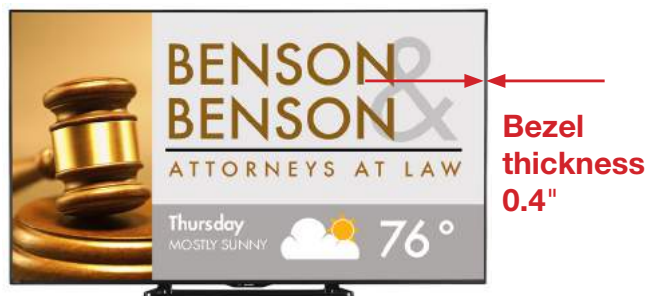 BENSON &
BENSON
ATTORNEYS AT LAW
Thursday
MOSTLY SUNNY
76°
Bezel
thickness
0.4"